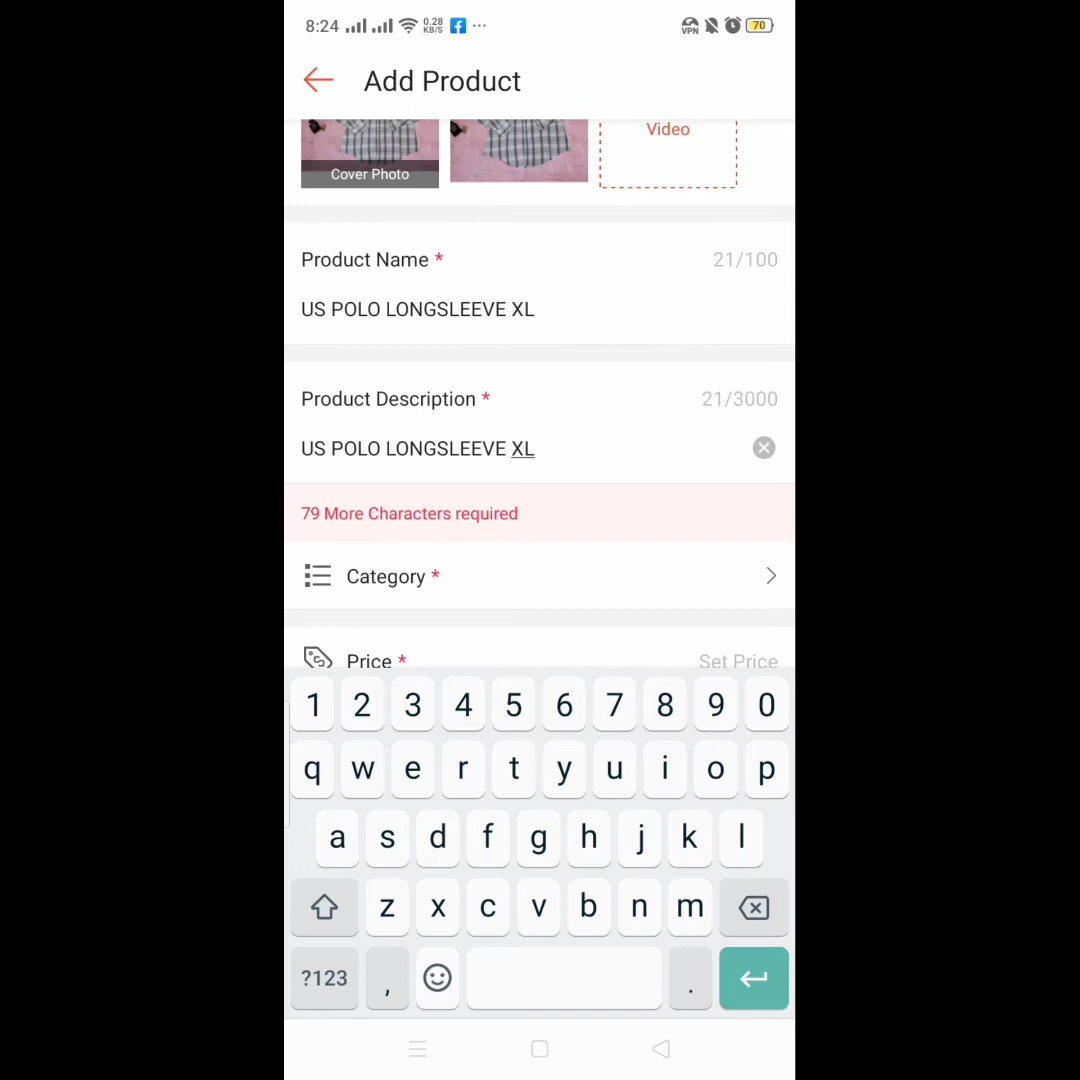 8:24 0.28 KB/S VPN 70
Add Product
Cover Photo
Video
Product Name * 21/100
US POLO LONGSLEEVE XL
Product Description * 21/3000
US POLO LONGSLEEVE XL
79 More Characters required
Category *
Price * Set Price
1 2 3 4 5 6 7 8 9 0
q w e r t y u i o p
a s d f g h j k l
z x c v b n m
?123 , .